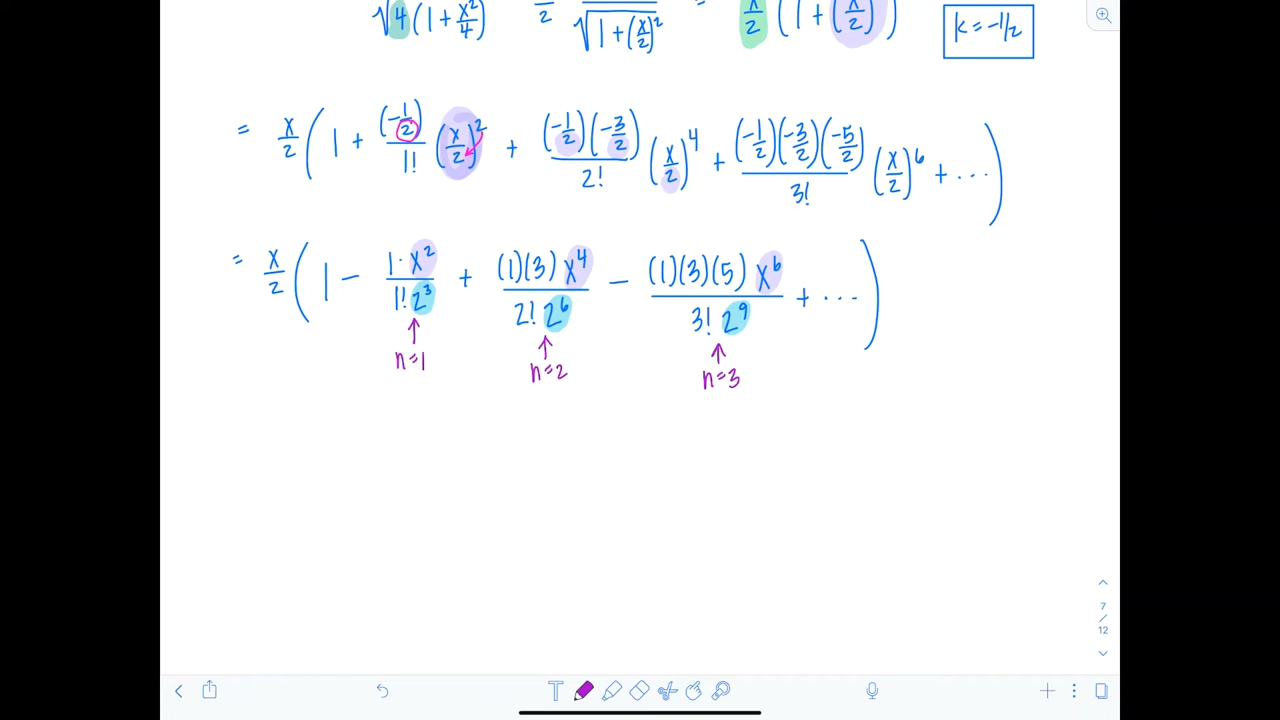 √4(1+x²/4)   2   √1+(x/2)²   =   x/2 (1+(x/2)²)   k=-1/2
= x/2 ( 1 + (-1/2)/1! (x/2)² + (-1/2)(-3/2)/2! (x/2)⁴ + (-1/2)(-3/2)(-5/2)/3! (x/2)⁶ + ··· )
= x/2 ( 1 - 1·x²/1!2³ + (1)(3)x⁴/2!2⁶ - (1)(3)(5)x⁶/3!2⁹ + ··· )
n=1   n=2   n=3
7
/
12
T